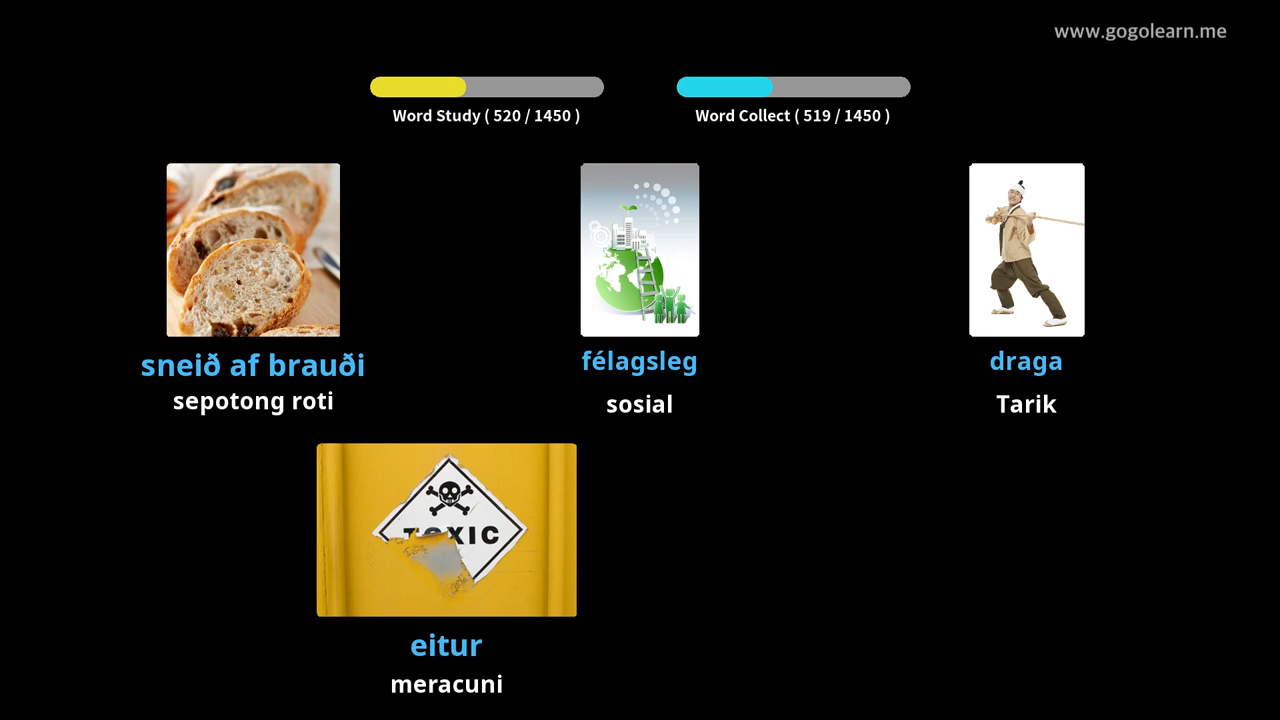 www.gogolearn.me
Word Study ( 520 / 1450 )
Word Collect ( 519 / 1450 )
sneið af brauði
sepotong roti
félagsleg
sosial
draga
Tarik
TOXIC
eitur
meracuni